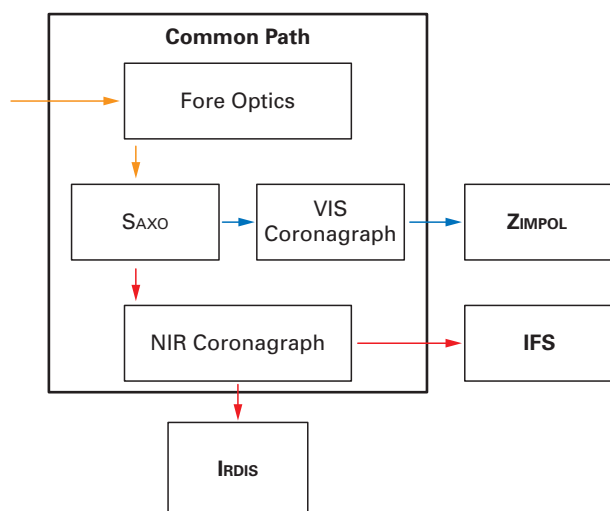 Common Path
Fore Optics
SAXO
VIS
Coronagraph
ZIMPOL
NIR Coronagraph
IFS
IRDIS